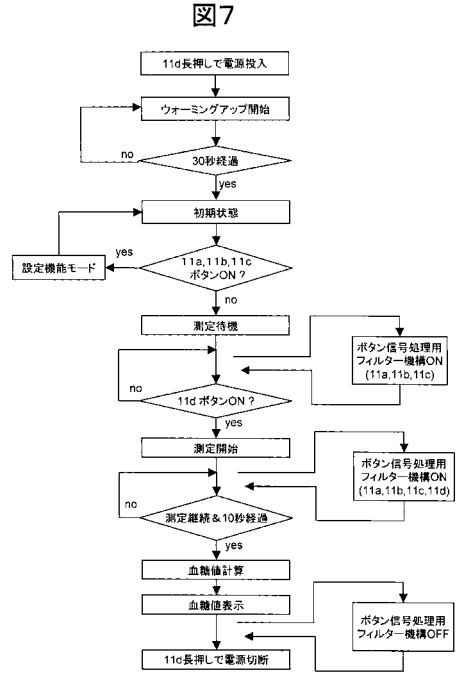 図7
11d長押しで電源投入
ウォーミングアップ開始
no
30秒経過
yes
初期状態
yes
設定機能モード
11a,11b,11c
ボタンON?
no
測定待機
ボタン信号処理用
フィルター機構ON
(11a,11b,11c)
no
11dボタンON?
yes
測定開始
ボタン信号処理用
フィルター機構ON
(11a,11b,11c,11d)
no
測定継続&10秒経過
yes
血糖値計算
血糖値表示
ボタン信号処理用
フィルター機構OFF
11d長押しで電源切断